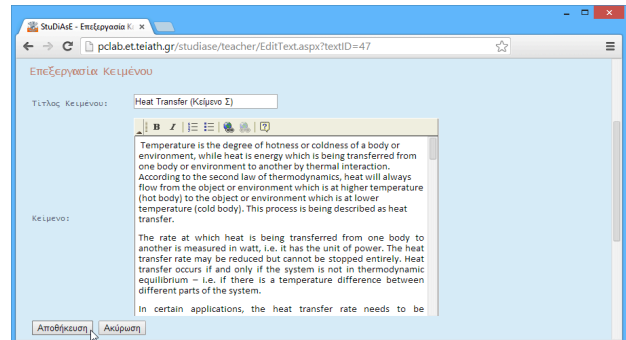 StuDiAsE - Επεξεργασία Κε
pclab.et.teiath.gr/studiase/teacher/EditText.aspx?textID=47
Επεξεργασία Κειμένου
Τίτλος Κειμένου:
Heat Transfer (Κείμενο Σ)
B I
Temperature is the degree of hotness or coldness of a body or
environment, while heat is energy which is being transferred from
one body or environment to another by thermal interaction.
According to the second law of thermodynamics, heat will always
flow from the object or environment which is at higher temperature
(hot body) to the object or environment which is at lower
temperature (cold body). This process is being described as heat
transfer.
Κείμενο:
The rate at which heat is being transferred from one body to
another is measured in watt, i.e. it has the unit of power. The heat
transfer rate may be reduced but cannot be stopped entirely. Heat
transfer occurs if and only if the system is not in thermodynamic
equilibrium – i.e. if there is a temperature difference between
different parts of the system.
In certain applications, the heat transfer rate needs to be
Αποθήκευση Ακύρωση